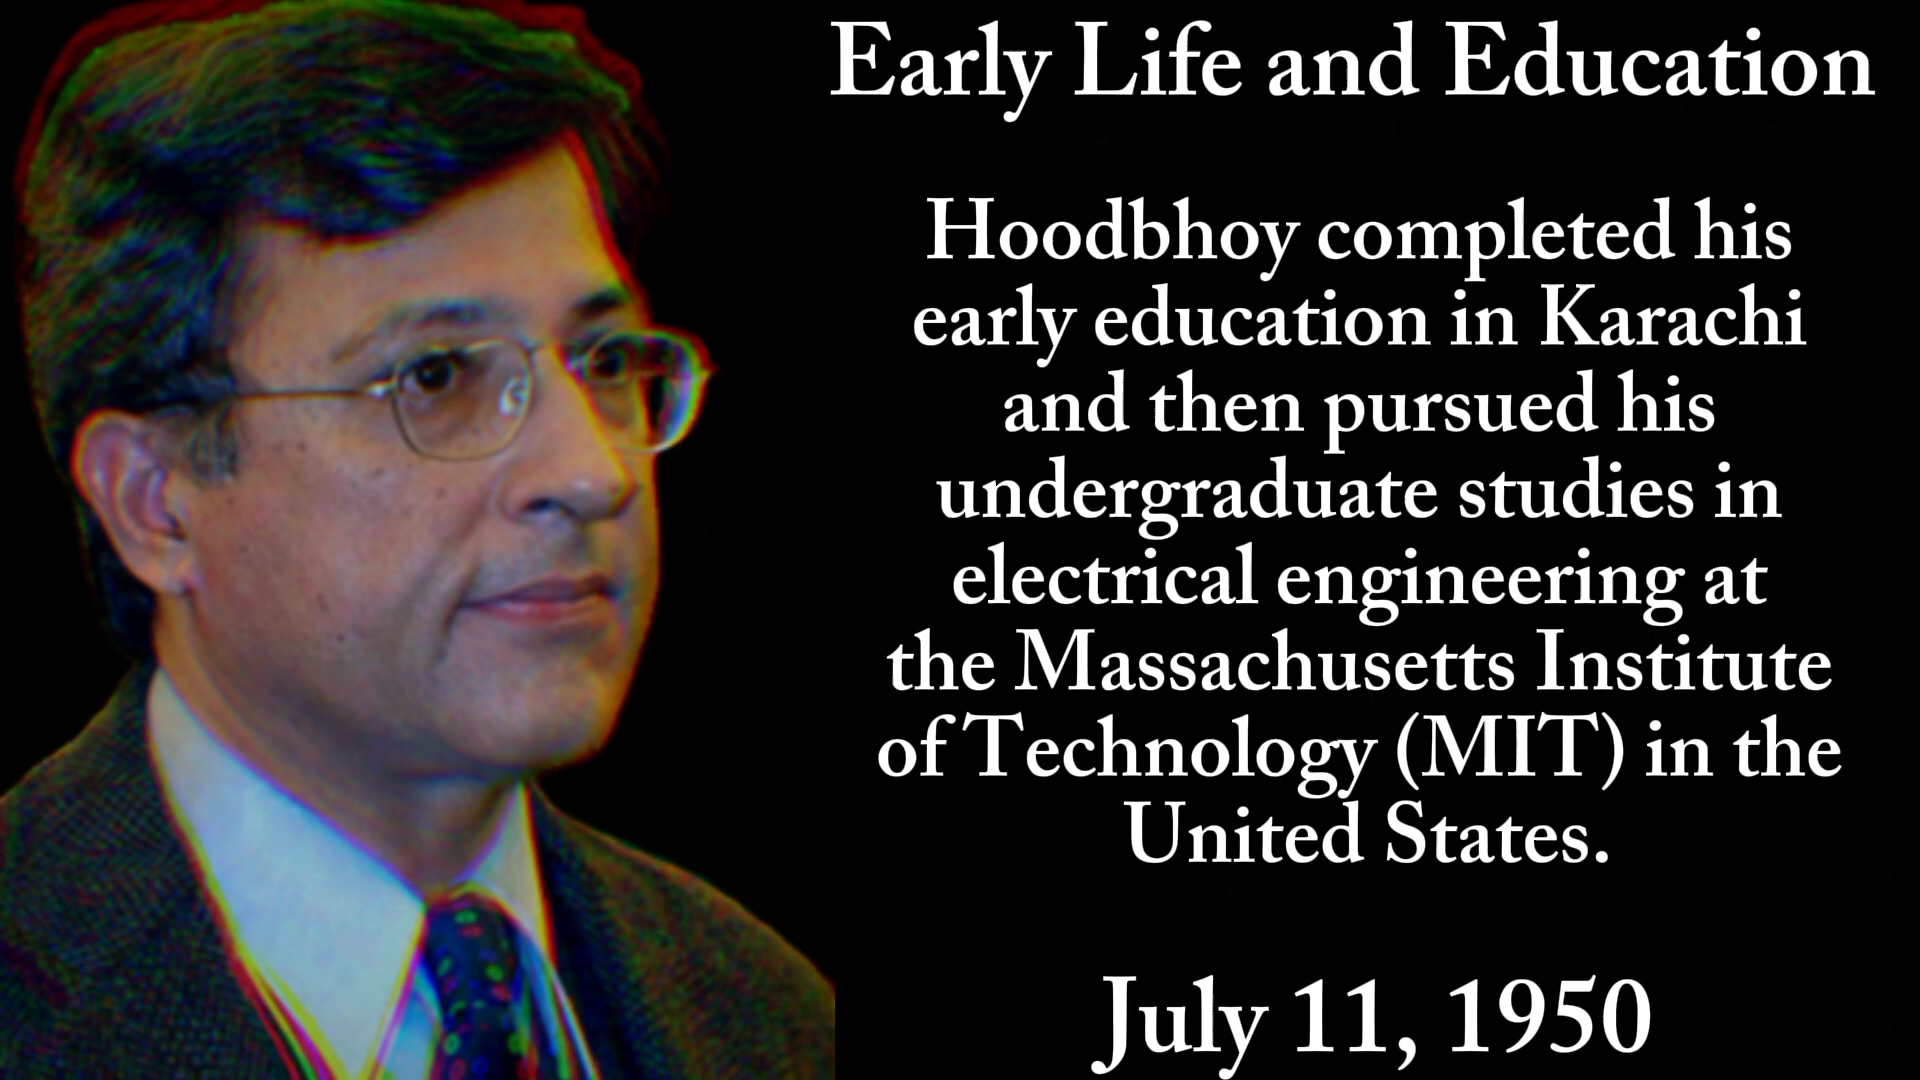 Early Life and Education
Hoodbhoy completed his
early education in Karachi
and then pursued his
undergraduate studies in
electrical engineering at
the Massachusetts Institute
of Technology (MIT) in the
United States.
July 11, 1950